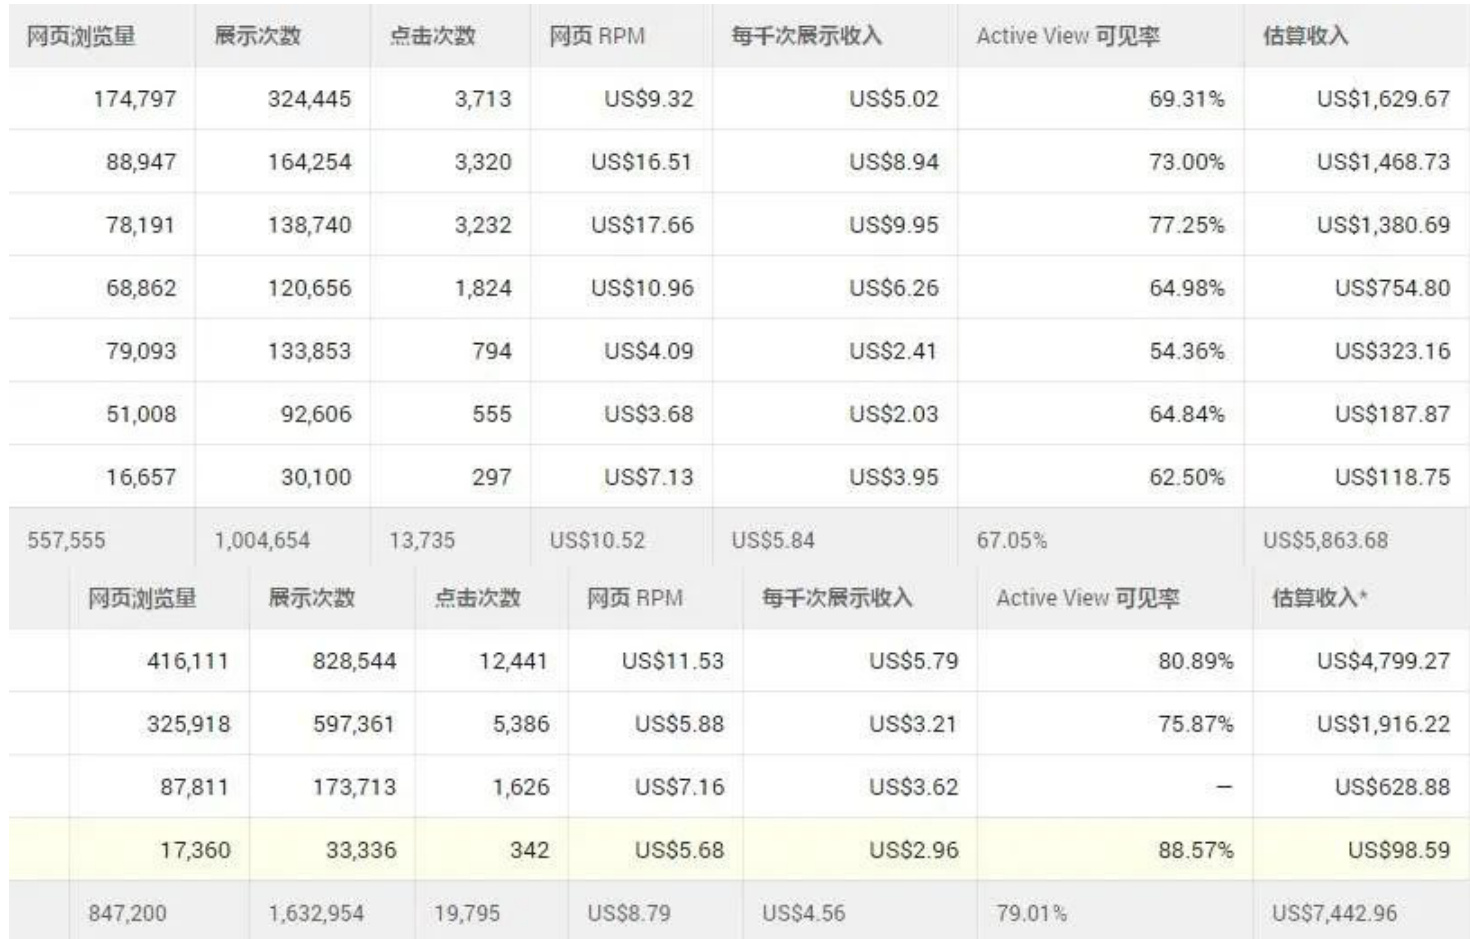 网页浏览量 展示次数 点击次数 网页 RPM 每千次展示收入 Active View 可见率 估算收入
174,797 324,445 3,713 US$9.32 US$5.02 69.31% US$1,629.67
88,947 164,254 3,320 US$16.51 US$8.94 73.00% US$1,468.73
78,191 138,740 3,232 US$17.66 US$9.95 77.25% US$1,380.69
68,862 120,656 1,824 US$10.96 US$6.26 64.98% US$754.80
79,093 133,853 794 US$4.09 US$2.41 54.36% US$323.16
51,008 92,606 555 US$3.68 US$2.03 64.84% US$187.87
16,657 30,100 297 US$7.13 US$3.95 62.50% US$118.75
557,555 1,004,654 13,735 US$10.52 US$5.84 67.05% US$5,863.68
网页浏览量 展示次数 点击次数 网页 RPM 每千次展示收入 Active View 可见率 估算收入*
416,111 828,544 12,441 US$11.53 US$5.79 80.89% US$4,799.27
325,918 597,361 5,386 US$5.88 US$3.21 75.87% US$1,916.22
87,811 173,713 1,626 US$7.16 US$3.62 — US$628.88
17,360 33,336 342 US$5.68 US$2.96 88.57% US$98.59
847,200 1,632,954 19,795 US$8.79 US$4.56 79.01% US$7,442.96